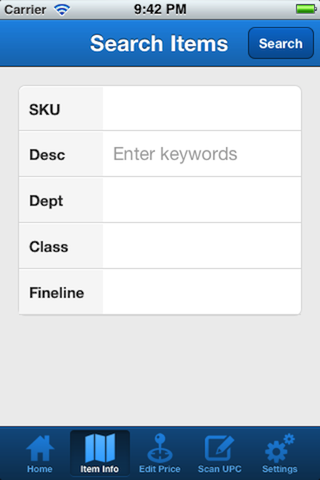 Carrier 9:42 PM
Search Items Search
SKU
Desc Enter keywords
Dept
Class
Fineline
Home Item Info Edit Price Scan UPC Settings